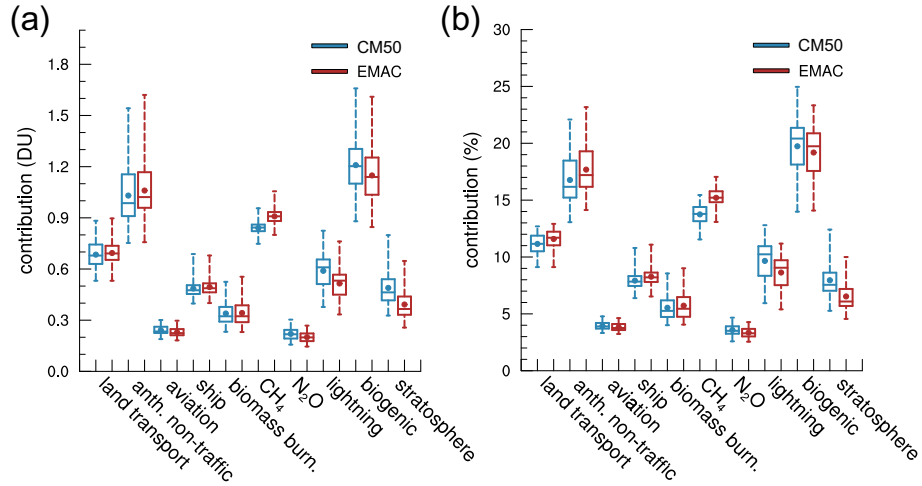 (a)
contribution (DU)
1.8
1.5
1.2
0.9
0.6
0.3
0.0
CM50
EMAC
land transport
anth. non-traffic
aviation
ship
biomass burn.
CH₄
N₂O
lightning
biogenic
stratosphere
(b)
contribution (%)
30
25
20
15
10
5
0
CM50
EMAC
land transport
anth. non-traffic
aviation
ship
biomass burn.
CH₄
N₂O
lightning
biogenic
stratosphere